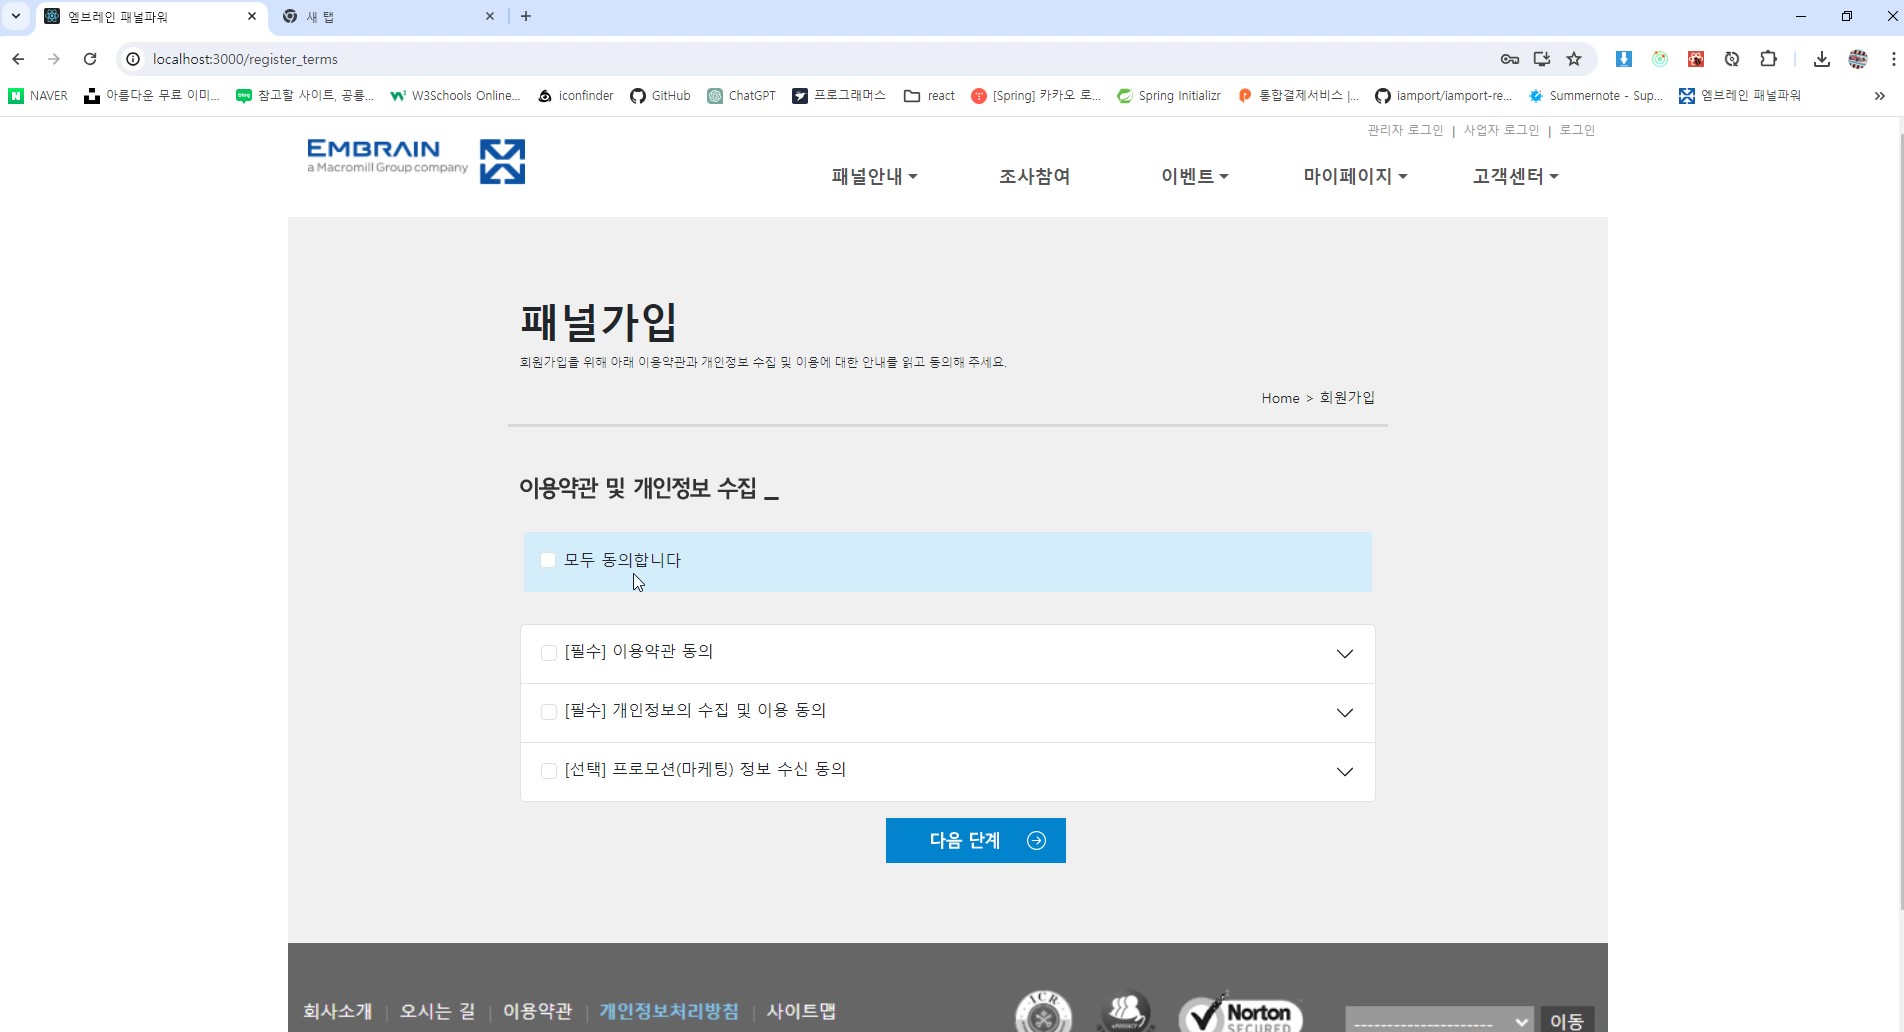 엠브레인 패널파워
새 탭
localhost:3000/register_terms
NAVER
아름다운 무료 이미...
참고할 사이트, 공룡...
W3Schools Online...
iconfinder
GitHub
ChatGPT
프로그래머스
react
[Spring] 카카오 로...
Spring Initializr
통합결제서비스 |...
iamport/iamport-re...
Summernote - Sup...
엠브레인 패널파워
관리자 로그인 | 사업자 로그인 | 로그인
EMBRAIN
a Macromill Group company
패널안내
조사참여
이벤트
마이페이지
고객센터
패널가입
회원가입을 위해 아래 이용약관과 개인정보 수집 및 이용에 대한 안내를 읽고 동의해 주세요.
Home > 회원가입
이용약관 및 개인정보 수집 _
모두 동의합니다
[필수] 이용약관 동의
[필수] 개인정보의 수집 및 이용 동의
[선택] 프로모션(마케팅) 정보 수신 동의
다음 단계
회사소개 | 오시는 길 | 이용약관 | 개인정보처리방침 | 사이트맵
ICR
ePRIVACY
Norton
SECURED
---------------------
이동